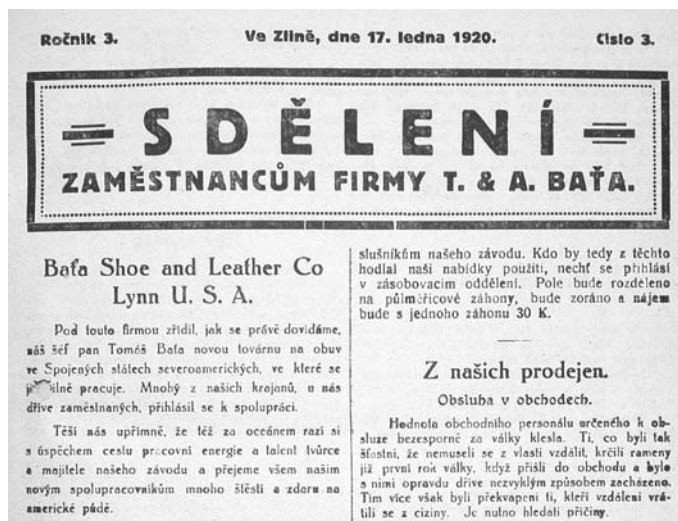 Ročník 3.
Ve Zlíně, dne 17. ledna 1920.
Cislo 3.
SDĚLENÍ
ZAMĚSTNANCŮM FIRMY T. & A. BAŤA.
Baťa Shoe and Leather Co
Lynn U. S. A.
Pod touto firmou zřídil, jak se právě dovídáme,
náš šéf pan Tomáš Baťa novou továrnu na obuv
ve Spojených státech severoamerických, ve které se
pilně pracuje. Mnohý z našich krajanů, u nás
dříve zaměstnaných, přihlásil se k spolupráci.
Těší nás upřímně, že též za oceánem razí si
s úspěchem cestu pracovní energie a talent tvůrce
a majitele našeho závodu a přejeme všem našim
novým spolupracovníkům mnoho štěstí a zdaru na
americké půdě.
slušníkům našeho závodu. Kdo by tedy z těchto
hodlal naší nabídky použíti, nechť se přihlásí
v zásobovacím oddělení. Pole bude rozděleno
na půlměřicové záhony, bude zoráno a nájem
bude s jednoho záhonu 30 K.
Z našich prodejen.
Obsluha v obchodech.
Hodnota obchodního personálu určeného k ob-
sluze bezesporně za války klesla. Ti, co byli tak
šťastni, že nemuseli se z vlasti vzdálit, krčili rameny
již první rok války, když přišli do obchodu a bylo
s nimi opravdu dříve nezvyklým způsobem zacházeno.
Tím více však byli překvapeni ti, kteří vzdáleni vrá-
tili se z ciziny. Je nutno hledati příčiny.